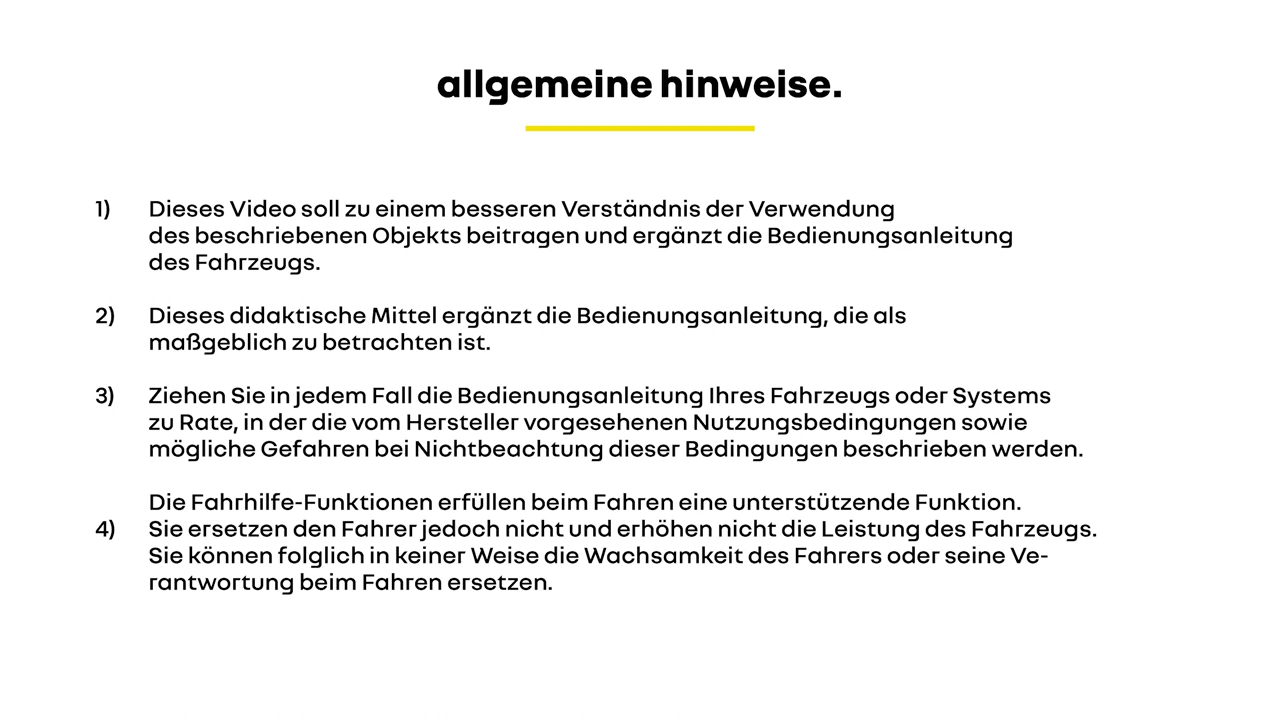 allgemeine hinweise.
1) Dieses Video soll zu einem besseren Verständnis der Verwendung
des beschriebenen Objekts beitragen und ergänzt die Bedienungsanleitung
des Fahrzeugs.
2) Dieses didaktische Mittel ergänzt die Bedienungsanleitung, die als
maßgeblich zu betrachten ist.
3) Ziehen Sie in jedem Fall die Bedienungsanleitung Ihres Fahrzeugs oder Systems
zu Rate, in der die vom Hersteller vorgesehenen Nutzungsbedingungen sowie
mögliche Gefahren bei Nichtbeachtung dieser Bedingungen beschrieben werden.
Die Fahrhilfe-Funktionen erfüllen beim Fahren eine unterstützende Funktion.
4) Sie ersetzen den Fahrer jedoch nicht und erhöhen nicht die Leistung des Fahrzeugs.
Sie können folglich in keiner Weise die Wachsamkeit des Fahrers oder seine Ve-
rantwortung beim Fahren ersetzen.